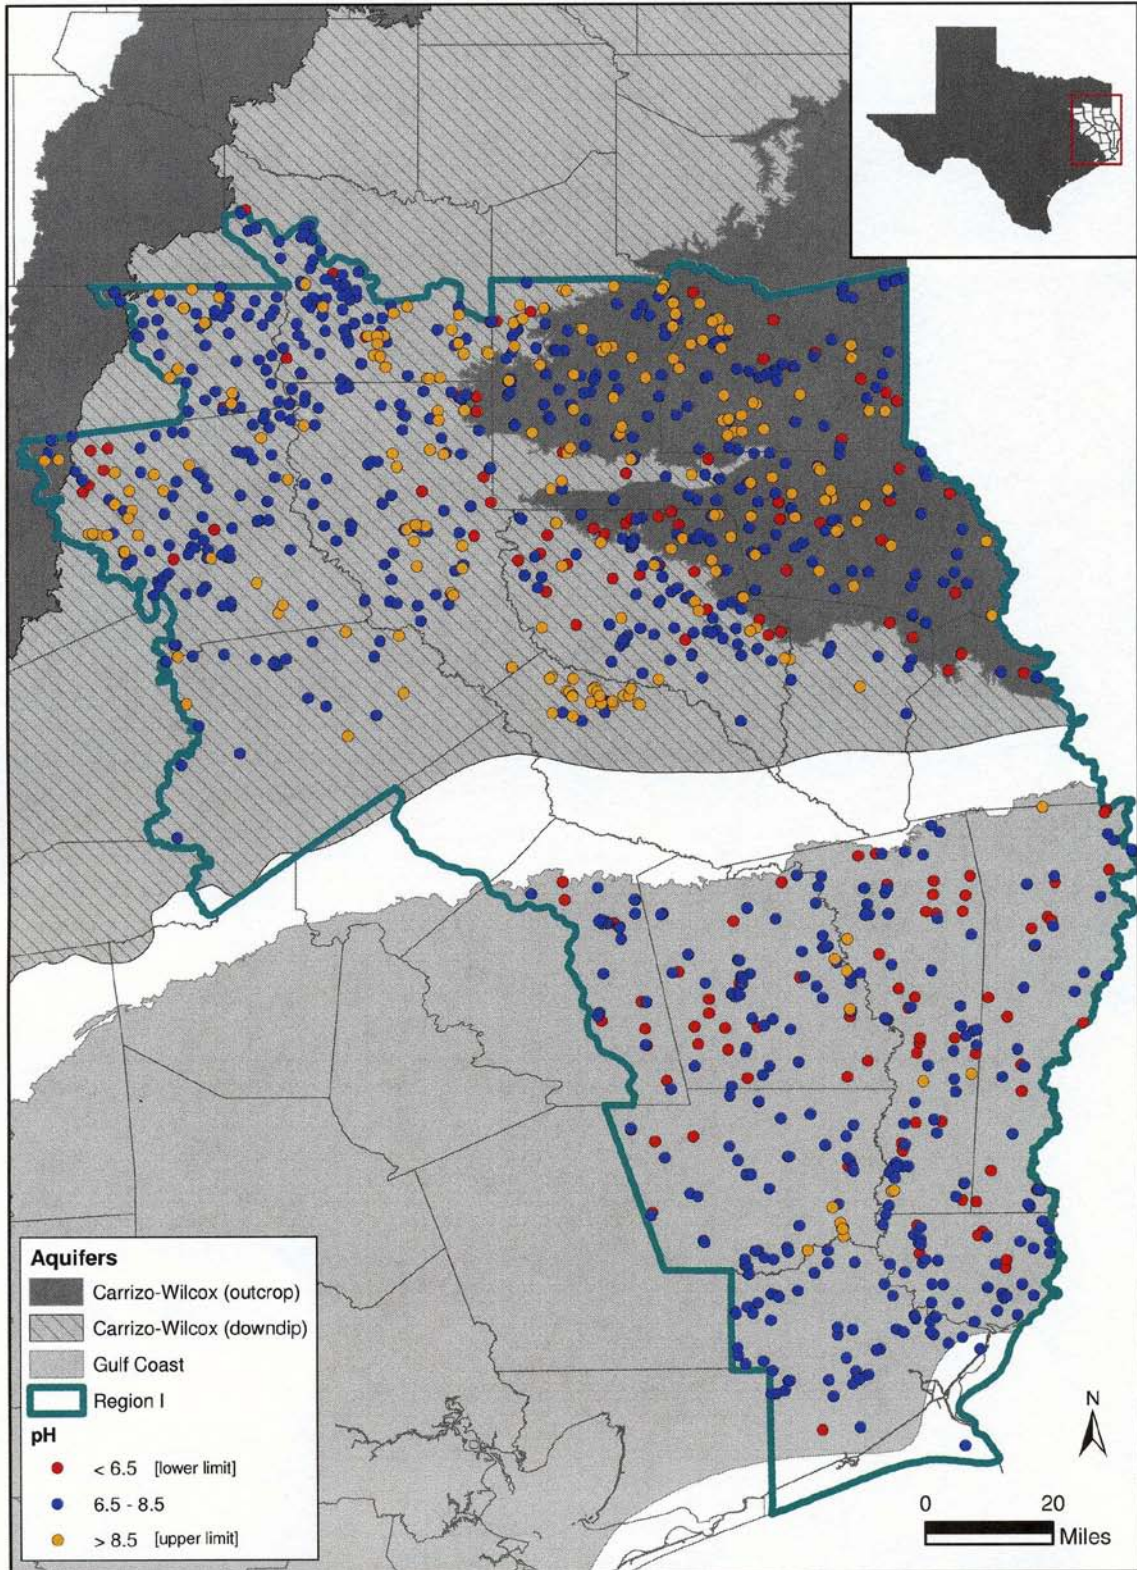 Aquifers
Carrizo-Wilcox (outcrop)
Carrizo-Wilcox (downdip)
Gulf Coast
Region I
pH
< 6.5 [lower limit]
6.5 - 8.5
> 8.5 [upper limit]
N
0 20
Miles